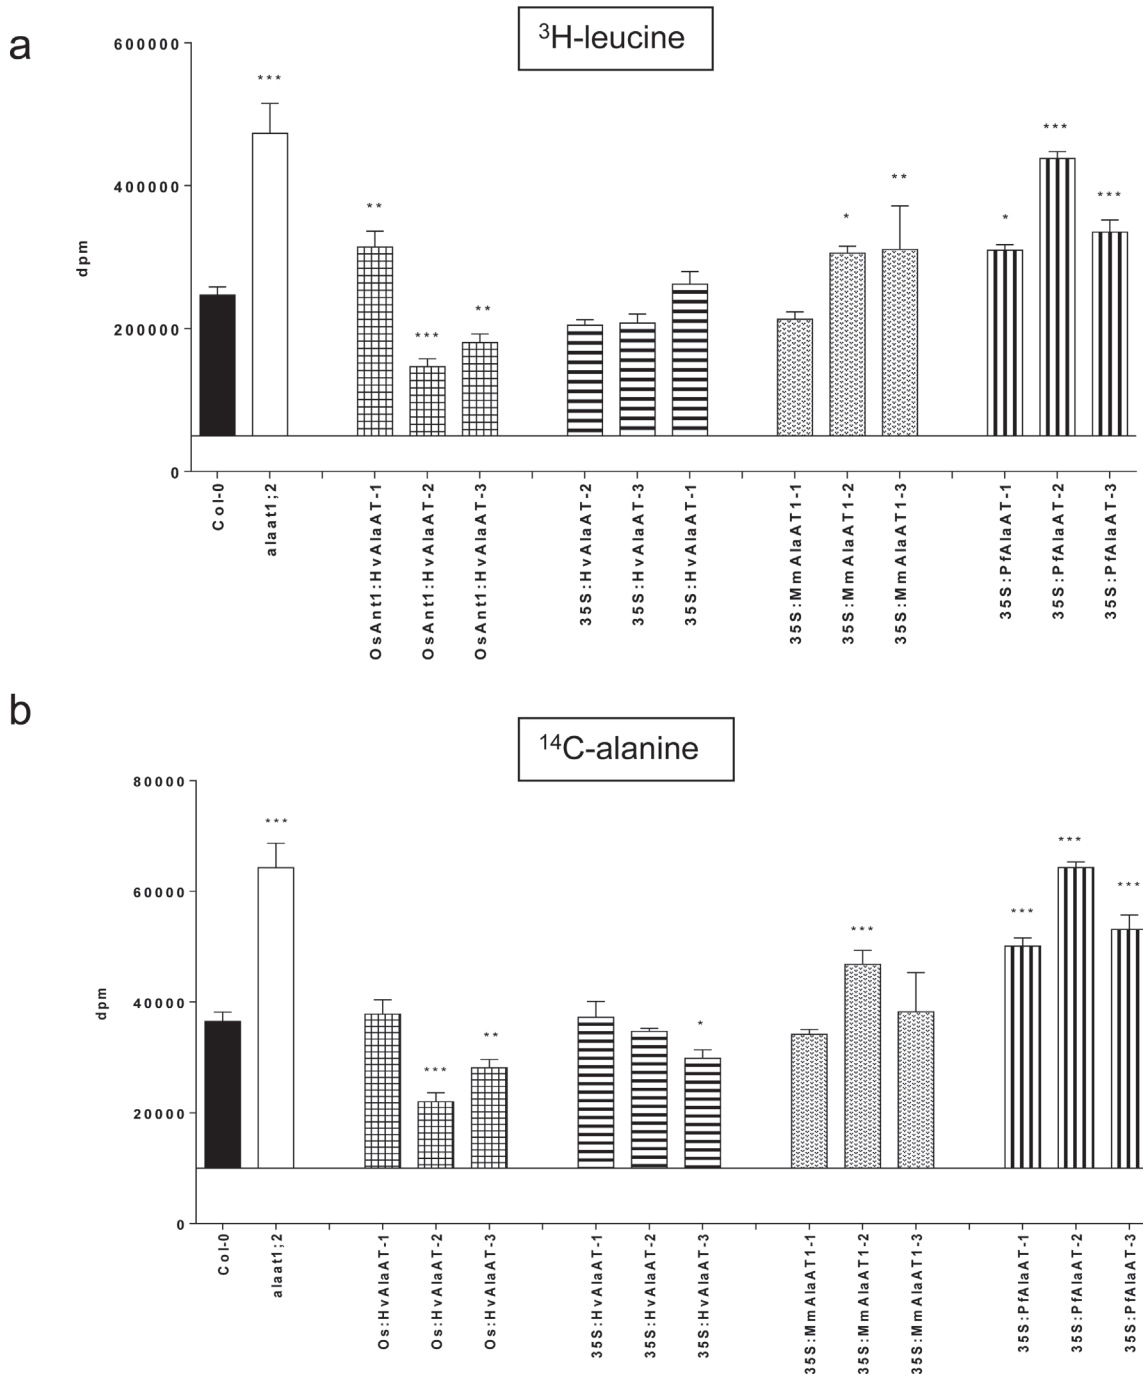 a
³H-leucine
600000
400000
200000
0
dpm
***
**
***
**
*
**
*
***
***
Col-0
alaat1;2
OsAnt1:HvAlaAT-1
OsAnt1:HvAlaAT-2
OsAnt1:HvAlaAT-3
35S:HvAlaAT-2
35S:HvAlaAT-3
35S:HvAlaAT-1
35S:MmAlaAT1-1
35S:MmAlaAT1-2
35S:MmAlaAT1-3
35S:PfAlaAT-1
35S:PfAlaAT-2
35S:PfAlaAT-3
b
¹⁴C-alanine
80000
60000
40000
20000
0
dpm
***
***
**
*
***
***
***
***
Col-0
alaat1;2
Os:HvAlaAT-1
Os:HvAlaAT-2
Os:HvAlaAT-3
35S:HvAlaAT-1
35S:HvAlaAT-2
35S:HvAlaAT-3
35S:MmAlaAT1-1
35S:MmAlaAT1-2
35S:MmAlaAT1-3
35S:PfAlaAT-1
35S:PfAlaAT-2
35S:PfAlaAT-3